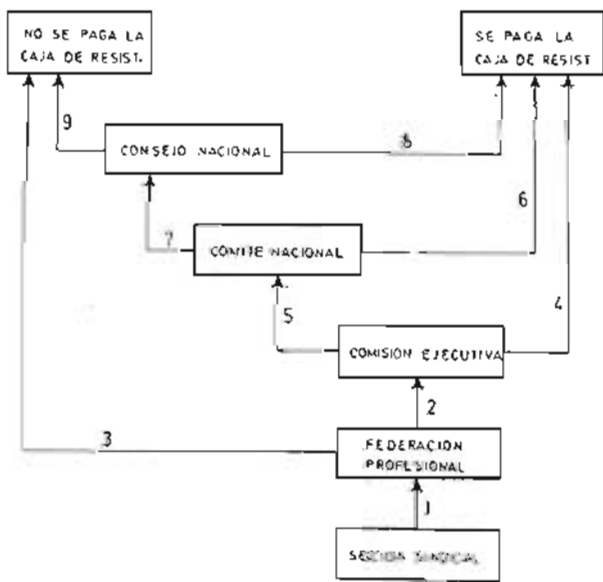 NO SE PAGA LA
CAJA DE RESIST.
SE PAGA LA
CAJA DE RESIST
9
CONSEJO NACIONAL
8
6
7
COMITE NACIONAL
5
4
COMISION EJECUTIVA
2
3
FEDERACION
PROFESIONAL
1
SECCION SINDICAL